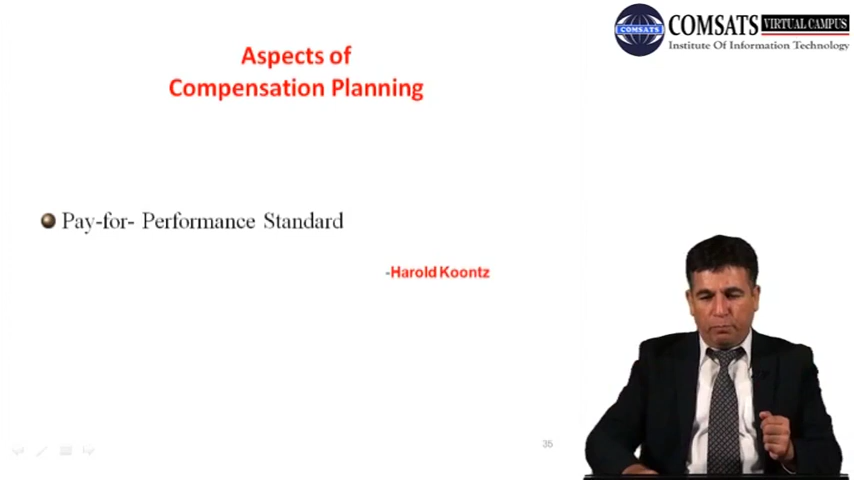 COMSATS VIRTUAL CAMPUS
COMSATS
Institute Of Information Technology
Aspects of
Compensation Planning
Pay-for- Performance Standard
-Harold Koontz
35